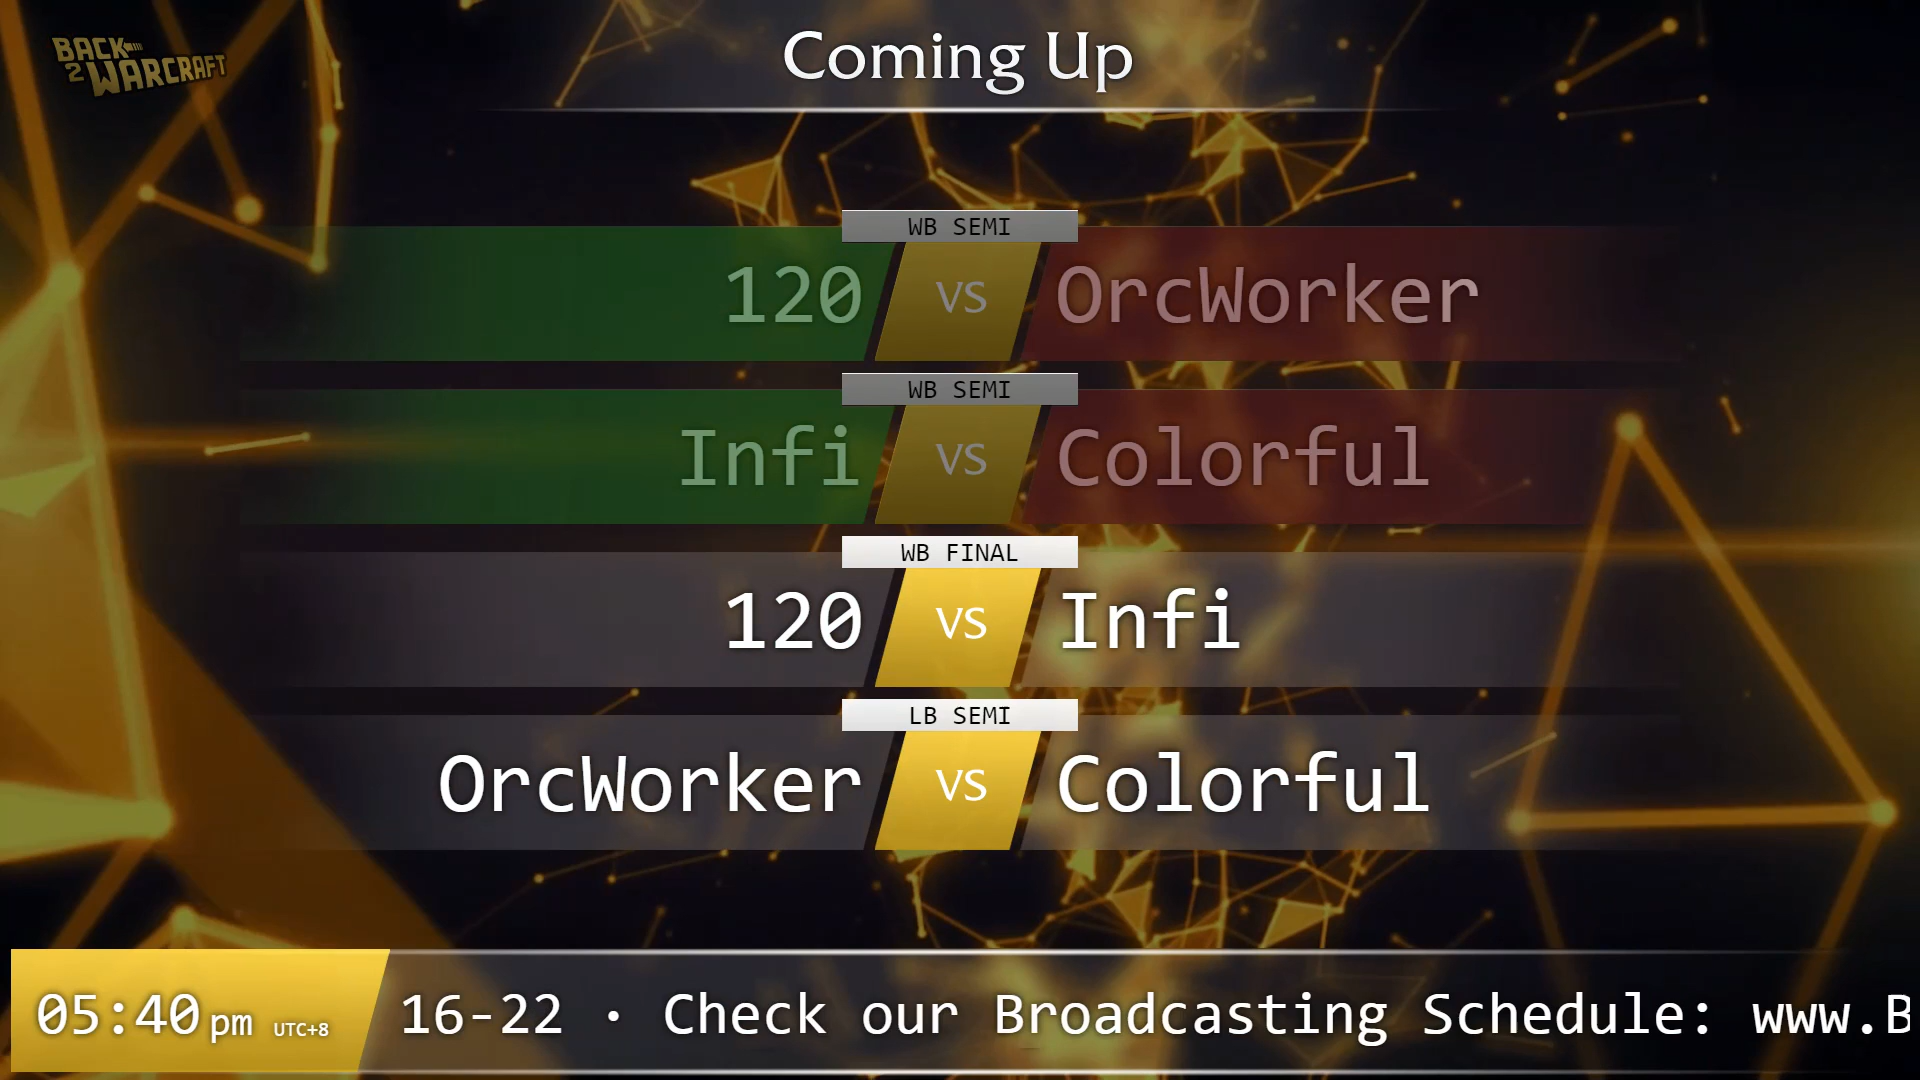 BACK
2 WARCRAFT
Coming Up
WB SEMI
120 VS OrcWorker
WB SEMI
Infi VS Colorful
WB FINAL
120 VS Infi
LB SEMI
OrcWorker VS Colorful
05:40 pm UTC+8
16-22 · Check our Broadcasting Schedule: www.B